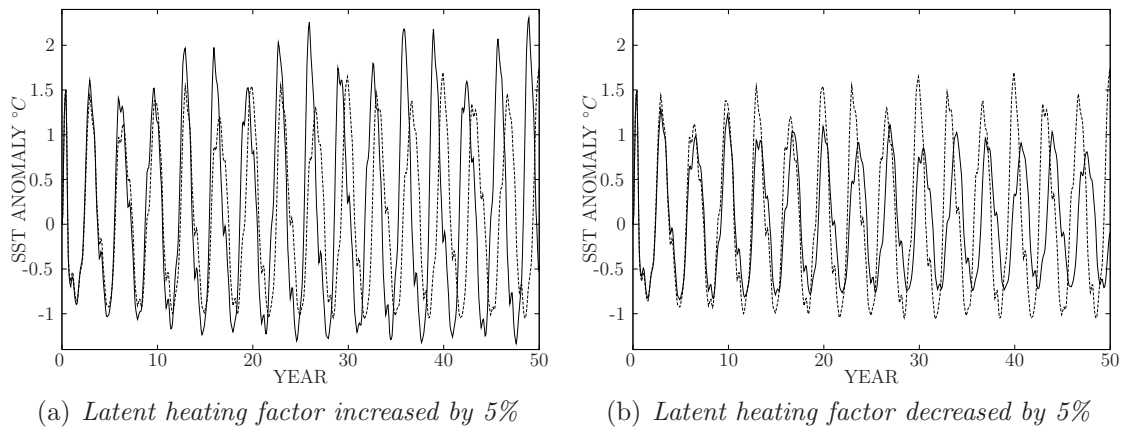 SST ANOMALY °C
2
1.5
1
0.5
0
-0.5
-1
0 10 20 30 40 50
YEAR
(a) Latent heating factor increased by 5%
SST ANOMALY °C
2
1.5
1
0.5
0
-0.5
-1
0 10 20 30 40 50
YEAR
(b) Latent heating factor decreased by 5%